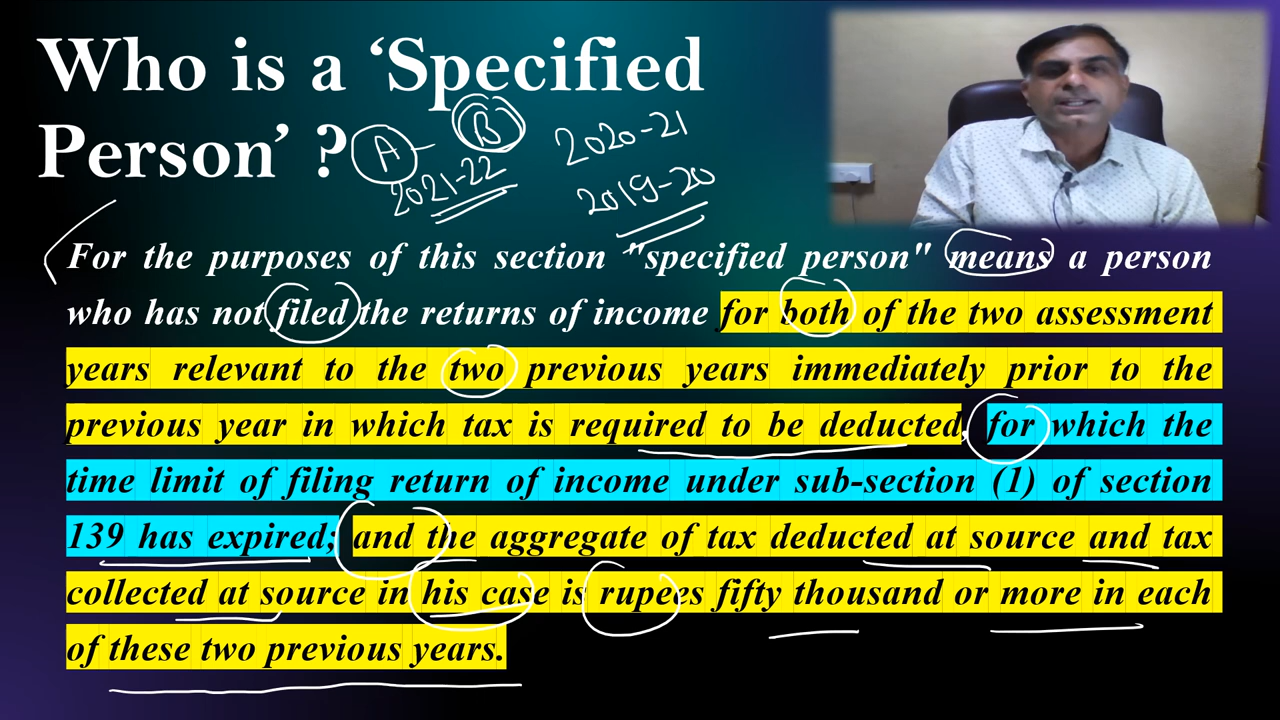 Who is a ‘Specified
Person’ ?
A
B
2021-22
2020-21
2019-20
For the purposes of this section "specified person" means a person
who has not filed the returns of income for both of the two assessment
years relevant to the two previous years immediately prior to the
previous year in which tax is required to be deducted, for which the
time limit of filing return of income under sub-section (1) of section
139 has expired; and the aggregate of tax deducted at source and tax
collected at source in his case is rupees fifty thousand or more in each
of these two previous years.